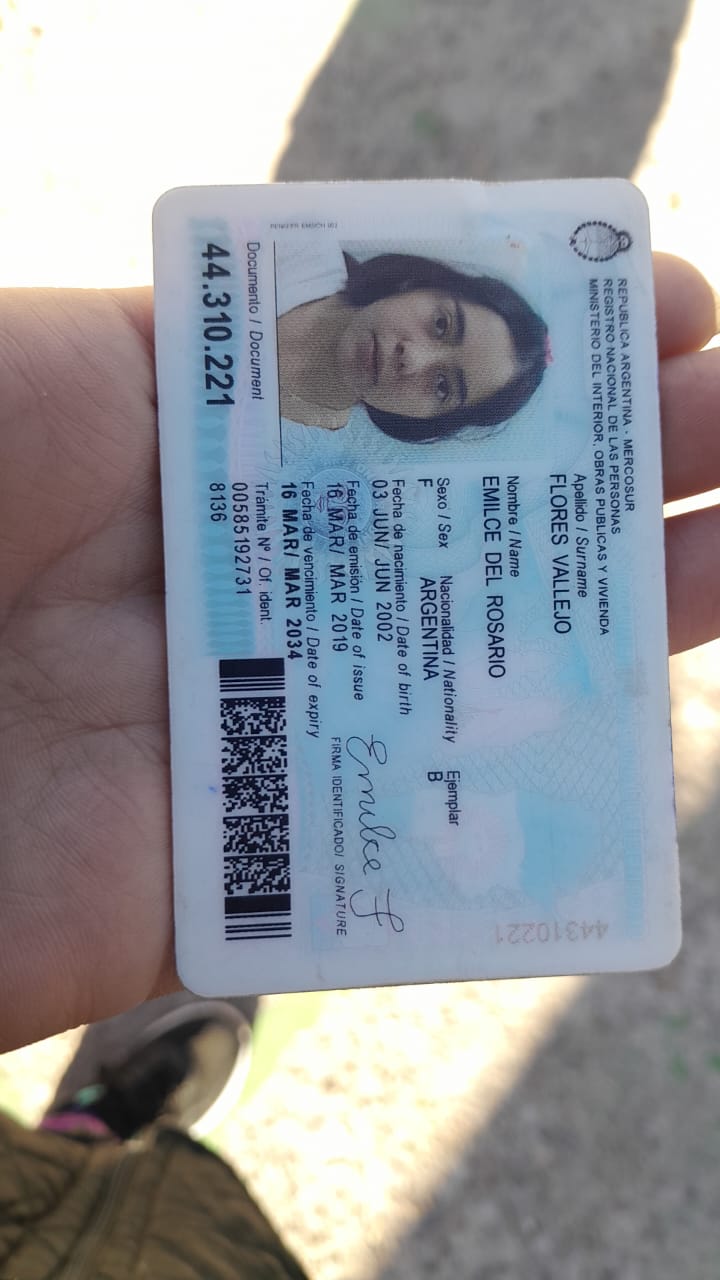 REPUBLICA ARGENTINA - MERCOSUR
REGISTRO NACIONAL DE LAS PERSONAS
MINISTERIO DEL INTERIOR, OBRAS PUBLICAS Y VIVIENDA
Apellido / Surname
FLORES VALLEJO
Nombre / Name
EMILCE DEL ROSARIO
Sexo / Sex Nacionalidad / Nationality Ejemplar
F ARGENTINA B
Fecha de nacimiento / Date of birth
03 JUN/ JUN 2002
Fecha de emisión / Date of issue
16 MAR/ MAR 2019
Fecha de vencimiento / Date of expiry
16 MAR/ MAR 2034
Emilce F
FIRMA IDENTIFICADO/ SIGNATURE
Trámite Nº / Of. ident.
00585192731
8136
Documento / Document
44.310.221
44310221